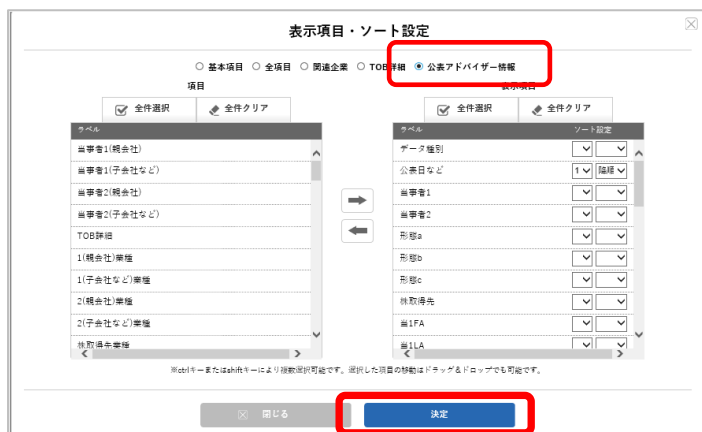 表示項目・ソート設定
基本項目 全項目 関連企業 TOB詳細 公表アドバイザー情報
項目
表示項目
全件選択 全件クリア
全件選択 全件クリア
ラベル
ラベル ソート設定
当事者1(親会社)
当事者1(子会社など)
当事者2(親会社)
当事者2(子会社など)
TOB詳細
1(親会社)業種
1(子会社など)業種
2(親会社)業種
2(子会社など)業種
株取得先業種
データ種別
公表日など 1 降順
当事者1
当事者2
形態a
形態b
形態c
株取得先
当1FA
当1LA
※ctrlキーまたはshiftキーにより複数選択可能です。選択した項目の移動はドラッグ&ドロップでも可能です。
閉じる
決定